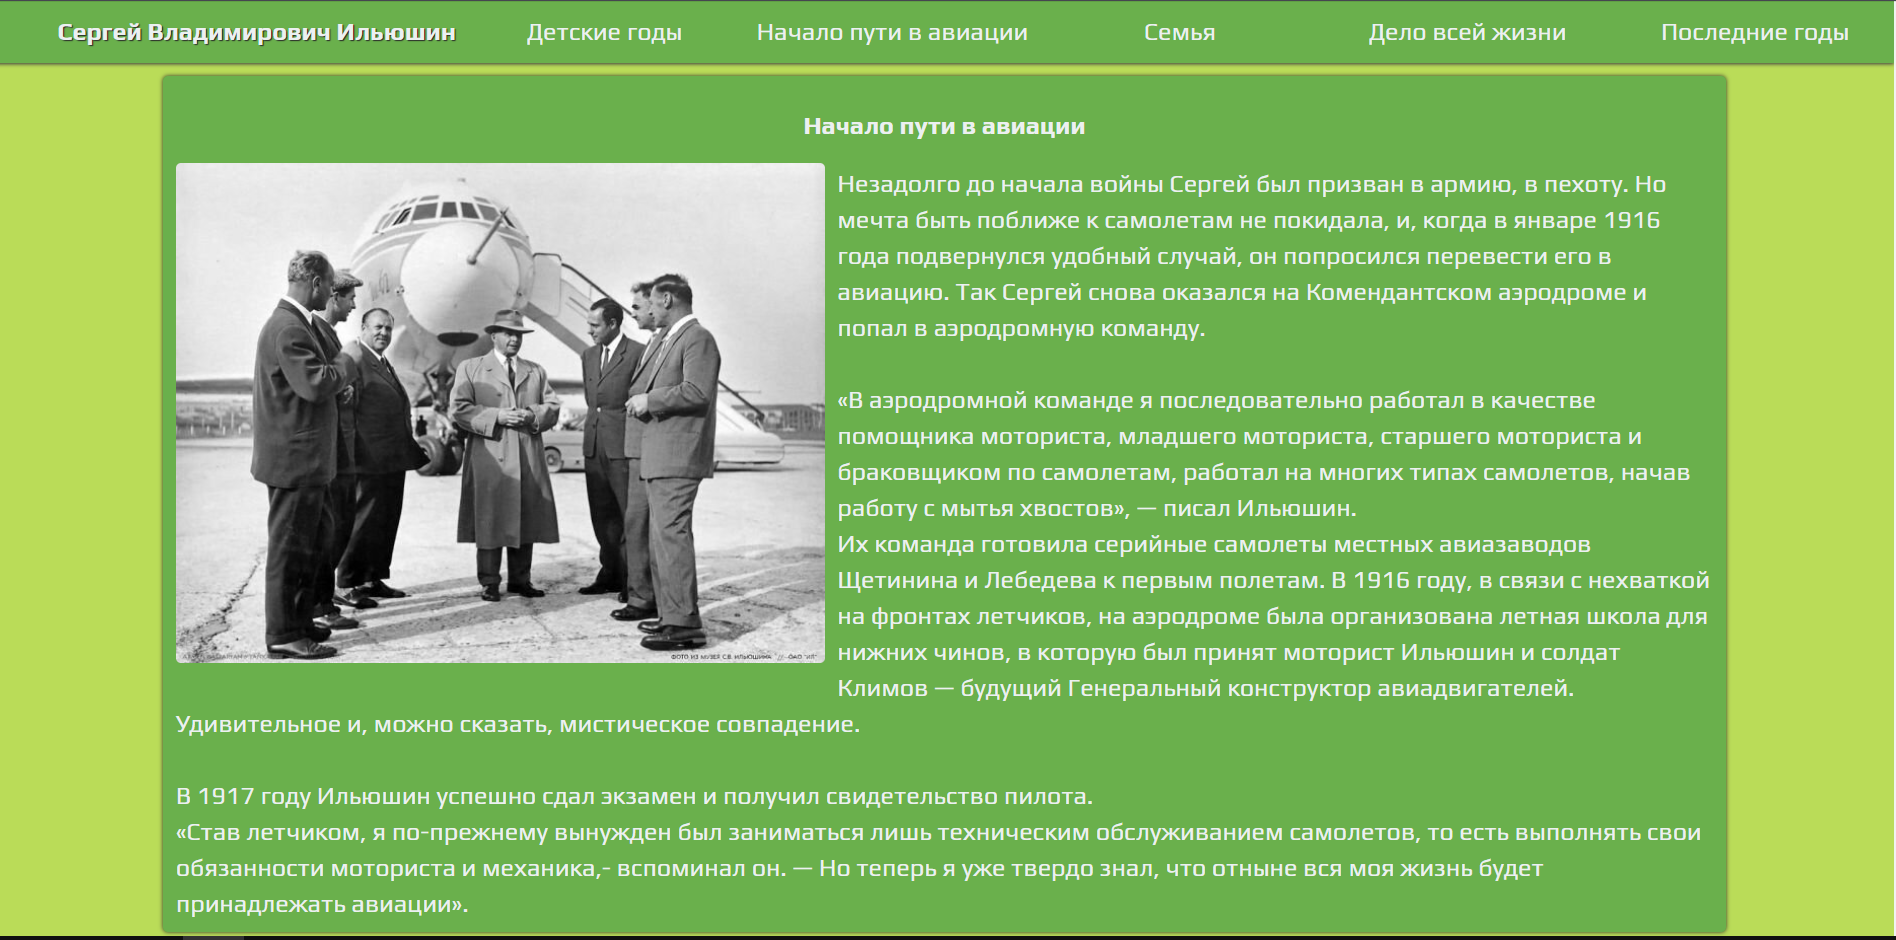 Сергей Владимирович Ильюшин
Детские годы
Начало пути в авиации
Семья
Дело всей жизни
Последние годы
Начало пути в авиации
Незадолго до начала войны Сергей был призван в армию, в пехоту. Но
мечта быть поближе к самолетам не покидала, и, когда в январе 1916
года подвернулся удобный случай, он попросился перевести его в
авиацию. Так Сергей снова оказался на Комендантском аэродроме и
попал в аэродромную команду.
«В аэродромной команде я последовательно работал в качестве
помощника моториста, младшего моториста, старшего моториста и
браковщиком по самолетам, работал на многих типах самолетов, начав
работу с мытья хвостов», — писал Ильюшин.
Их команда готовила серийные самолеты местных авиазаводов
Щетинина и Лебедева к первым полетам. В 1916 году, в связи с нехваткой
на фронтах летчиков, на аэродроме была организована летная школа для
нижних чинов, в которую был принят моторист Ильюшин и солдат
Климов — будущий Генеральный конструктор авиадвигателей.
Удивительное и, можно сказать, мистическое совпадение.
ФОТО ИЗ МУЗЕЯ С.В. ИЛЬЮШИНА // ОАО "ИЛ"
В 1917 году Ильюшин успешно сдал экзамен и получил свидетельство пилота.
«Став летчиком, я по-прежнему вынужден был заниматься лишь техническим обслуживанием самолетов, то есть выполнять свои
обязанности моториста и механика,- вспоминал он. — Но теперь я уже твердо знал, что отныне вся моя жизнь будет
принадлежать авиации».